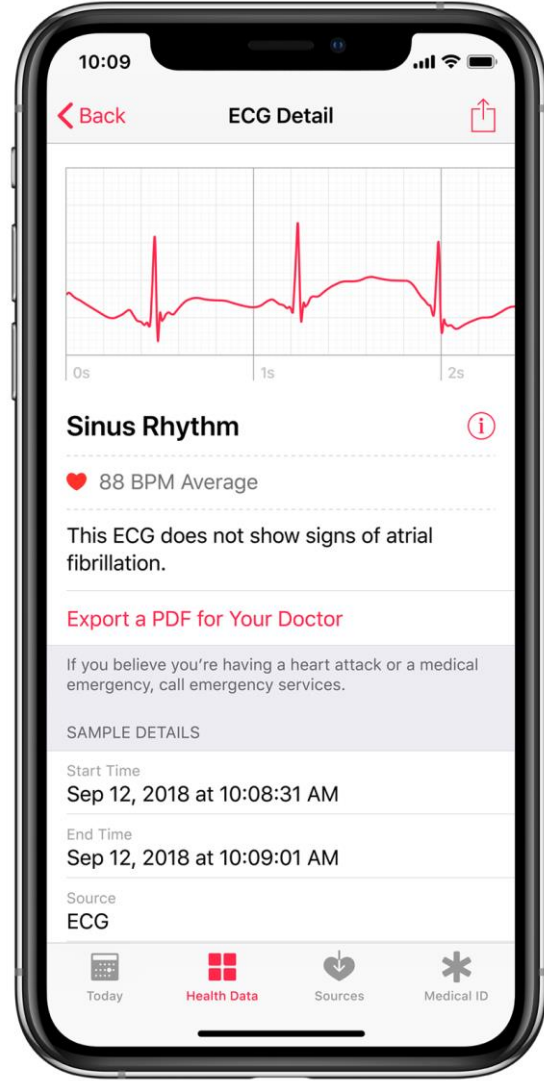 10:09
Back
ECG Detail
0s
1s
2s
Sinus Rhythm
88 BPM Average
This ECG does not show signs of atrial
fibrillation.
Export a PDF for Your Doctor
If you believe you’re having a heart attack or a medical
emergency, call emergency services.
SAMPLE DETAILS
Start Time
Sep 12, 2018 at 10:08:31 AM
End Time
Sep 12, 2018 at 10:09:01 AM
Source
ECG
Today
Health Data
Sources
Medical ID